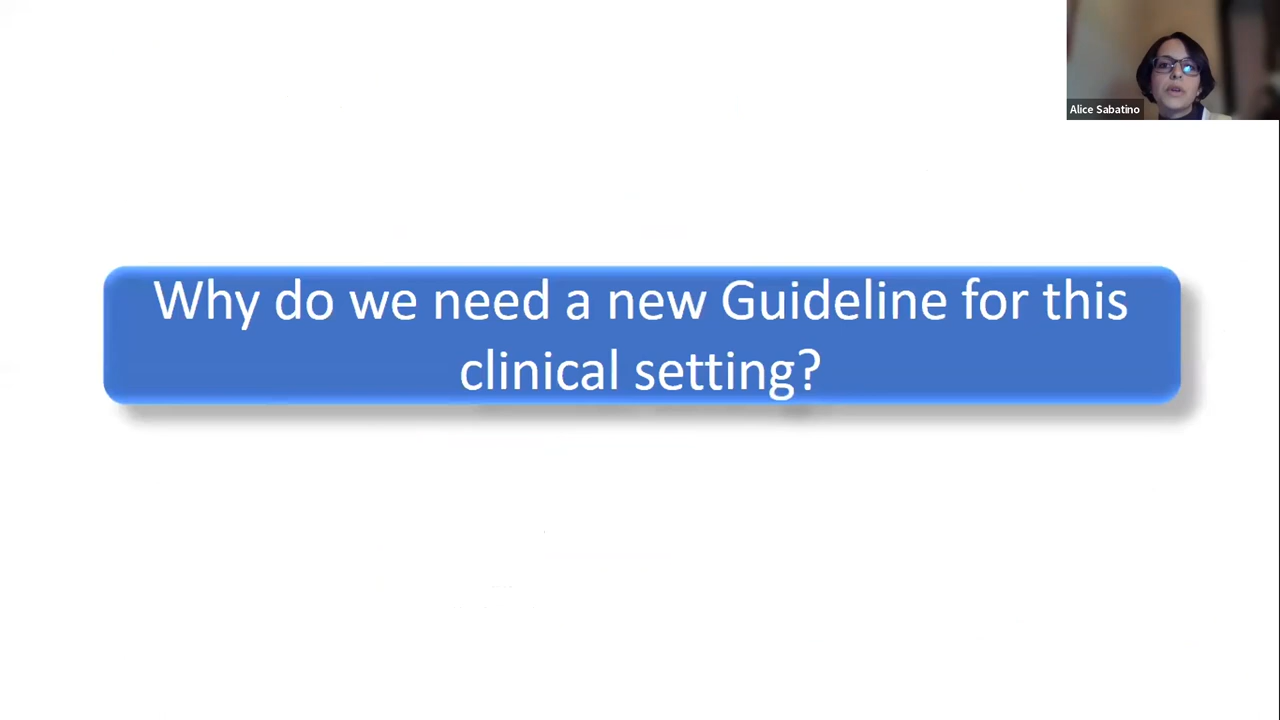 Alice Sabatino
Why do we need a new Guideline for this
clinical setting?